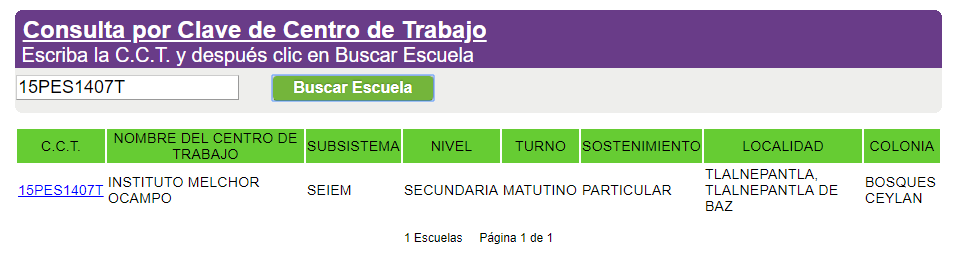 Consulta por Clave de Centro de Trabajo
Escriba la C.C.T. y después clic en Buscar Escuela
15PES1407T Buscar Escuela
C.C.T. NOMBRE DEL CENTRO DE TRABAJO SUBSISTEMA NIVEL TURNO SOSTENIMIENTO LOCALIDAD COLONIA
15PES1407T INSTITUTO MELCHOR OCAMPO SEIEM SECUNDARIA MATUTINO PARTICULAR TLALNEPANTLA, TLALNEPANTLA DE BAZ BOSQUES CEYLAN
1 Escuelas Página 1 de 1